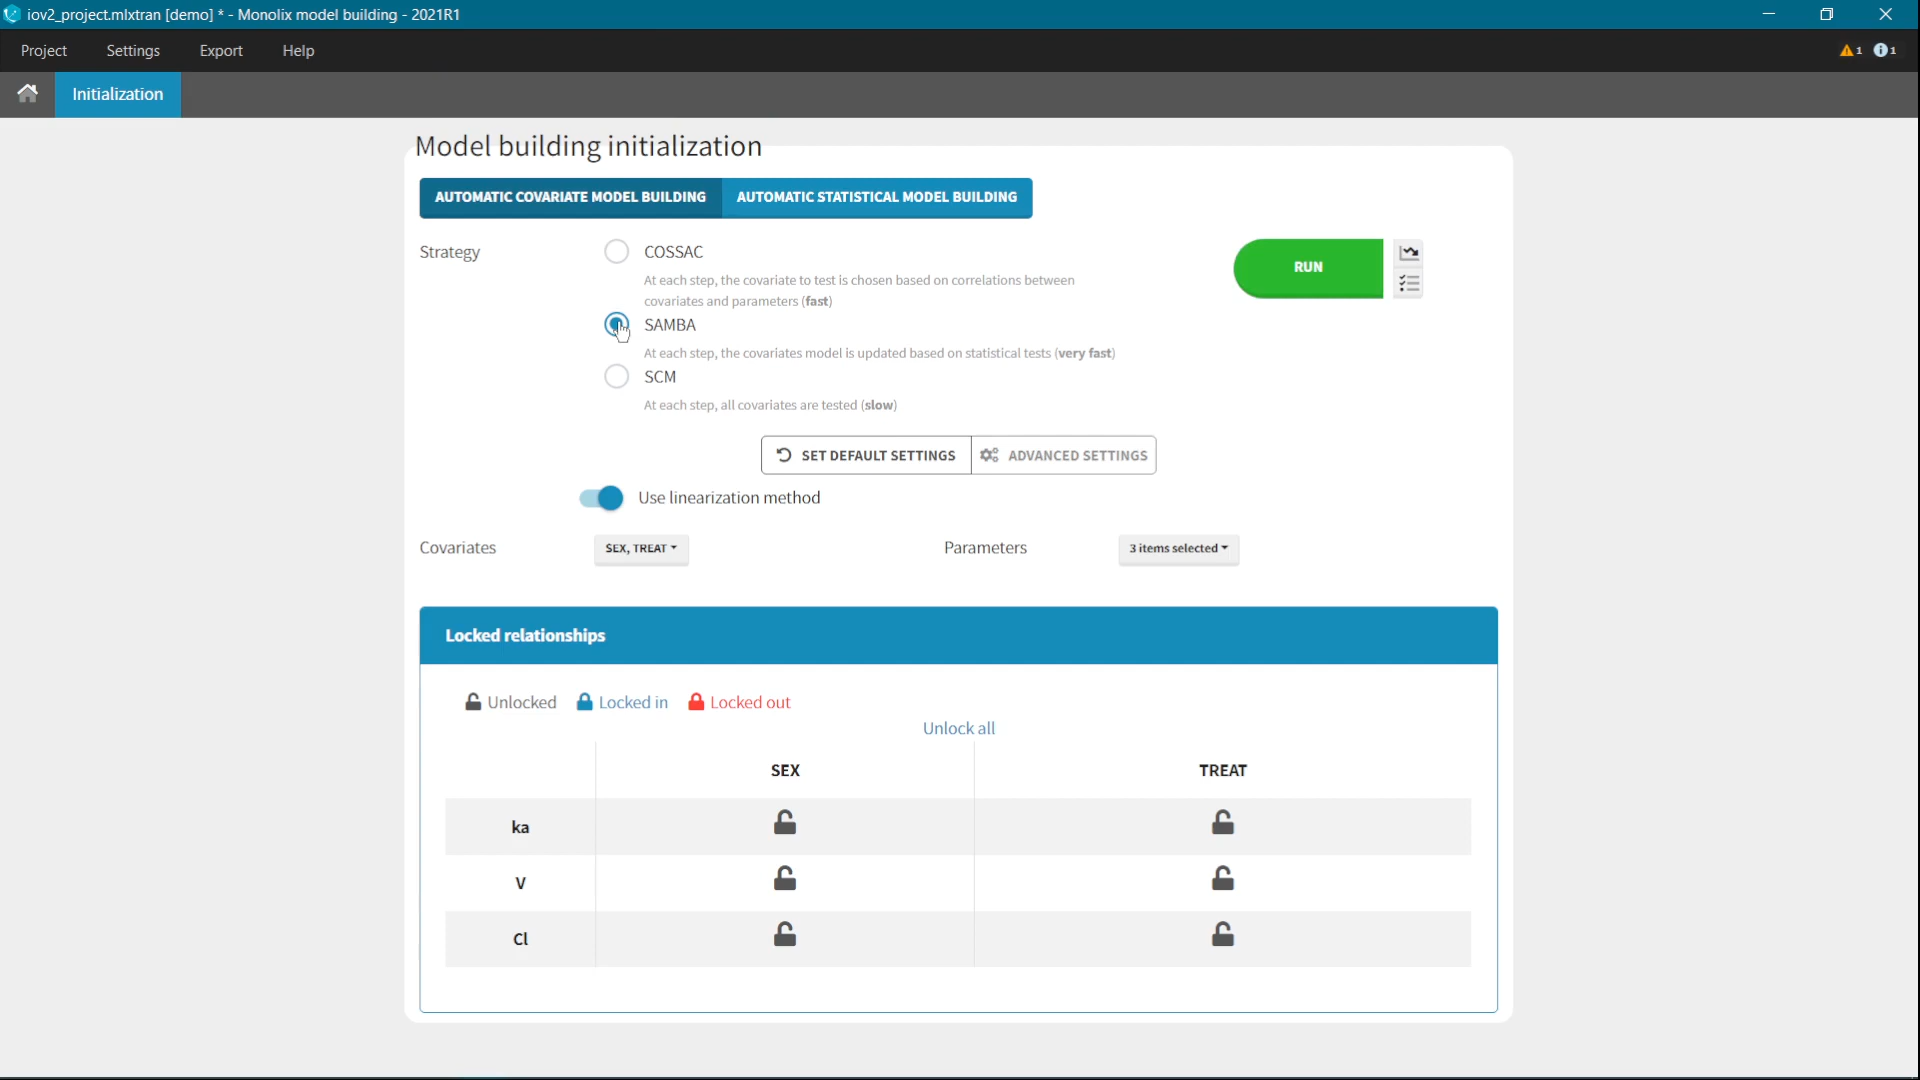 iov2_project.mlxtran [demo] * - Monolix model building - 2021R1
Project Settings Export Help 1 1
Initialization
Model building initialization
AUTOMATIC COVARIATE MODEL BUILDING AUTOMATIC STATISTICAL MODEL BUILDING
Strategy COSSAC RUN
At each step, the covariate to test is chosen based on correlations between
covariates and parameters (fast)
SAMBA
At each step, the covariates model is updated based on statistical tests (very fast)
SCM
At each step, all covariates are tested (slow)
SET DEFAULT SETTINGS ADVANCED SETTINGS
Use linearization method
Covariates SEX, TREAT Parameters 3 items selected
Locked relationships
Unlocked Locked in Locked out
Unlock all
SEX TREAT
ka
V
Cl